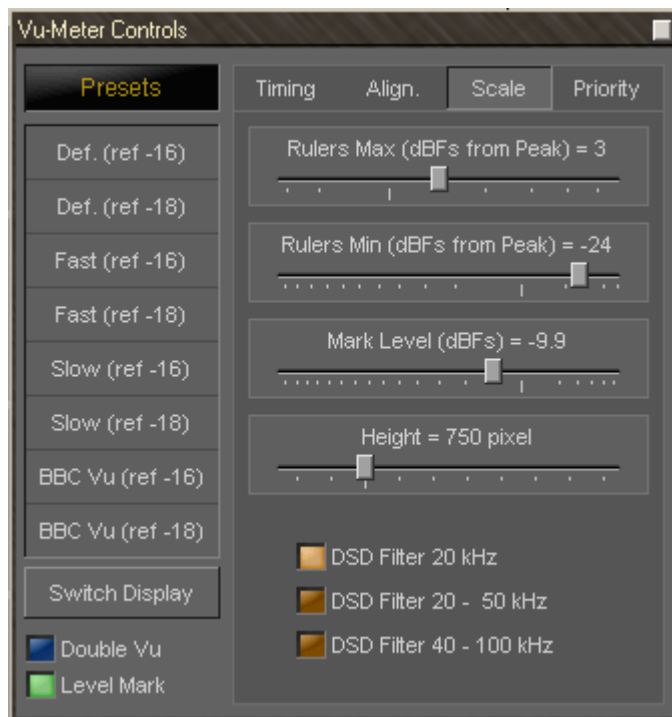 Vu-Meter Controls
Presets
Def. (ref -16)
Def. (ref -18)
Fast (ref -16)
Fast (ref -18)
Slow (ref -16)
Slow (ref -18)
BBC Vu (ref -16)
BBC Vu (ref -18)
Switch Display
Double Vu
Level Mark
Timing Align. Scale Priority
Rulers Max (dBFs from Peak) = 3
Rulers Min (dBFs from Peak) = -24
Mark Level (dBFs) = -9.9
Height = 750 pixel
DSD Filter 20 kHz
DSD Filter 20 - 50 kHz
DSD Filter 40 - 100 kHz